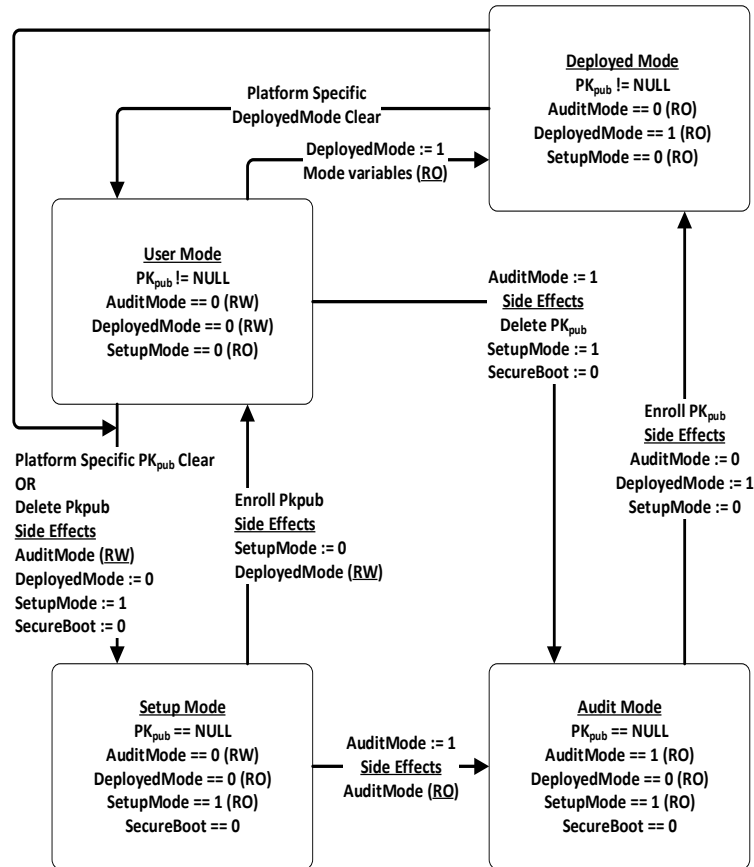 Deployed Mode
PKpub != NULL
AuditMode == 0 (RO)
DeployedMode == 1 (RO)
SetupMode == 0 (RO)
Platform Specific
DeployedMode Clear
DeployedMode := 1
Mode variables (RO)
User Mode
PKpub != NULL
AuditMode == 0 (RW)
DeployedMode == 0 (RW)
SetupMode == 0 (RO)
AuditMode := 1
Side Effects
Delete PKpub
SetupMode := 1
SecureBoot := 0
Enroll PKpub
Side Effects
AuditMode := 0
DeployedMode := 1
SetupMode := 0
Platform Specific PKpub Clear
OR
Delete Pkpub
Side Effects
AuditMode (RW)
DeployedMode := 0
SetupMode := 1
SecureBoot := 0
Enroll Pkpub
Side Effects
SetupMode := 0
DeployedMode (RW)
Setup Mode
PKpub == NULL
AuditMode == 0 (RW)
DeployedMode == 0 (RO)
SetupMode == 1 (RO)
SecureBoot == 0
AuditMode := 1
Side Effects
AuditMode (RO)
Audit Mode
PKpub == NULL
AuditMode == 1 (RO)
DeployedMode == 0 (RO)
SetupMode == 1 (RO)
SecureBoot == 0